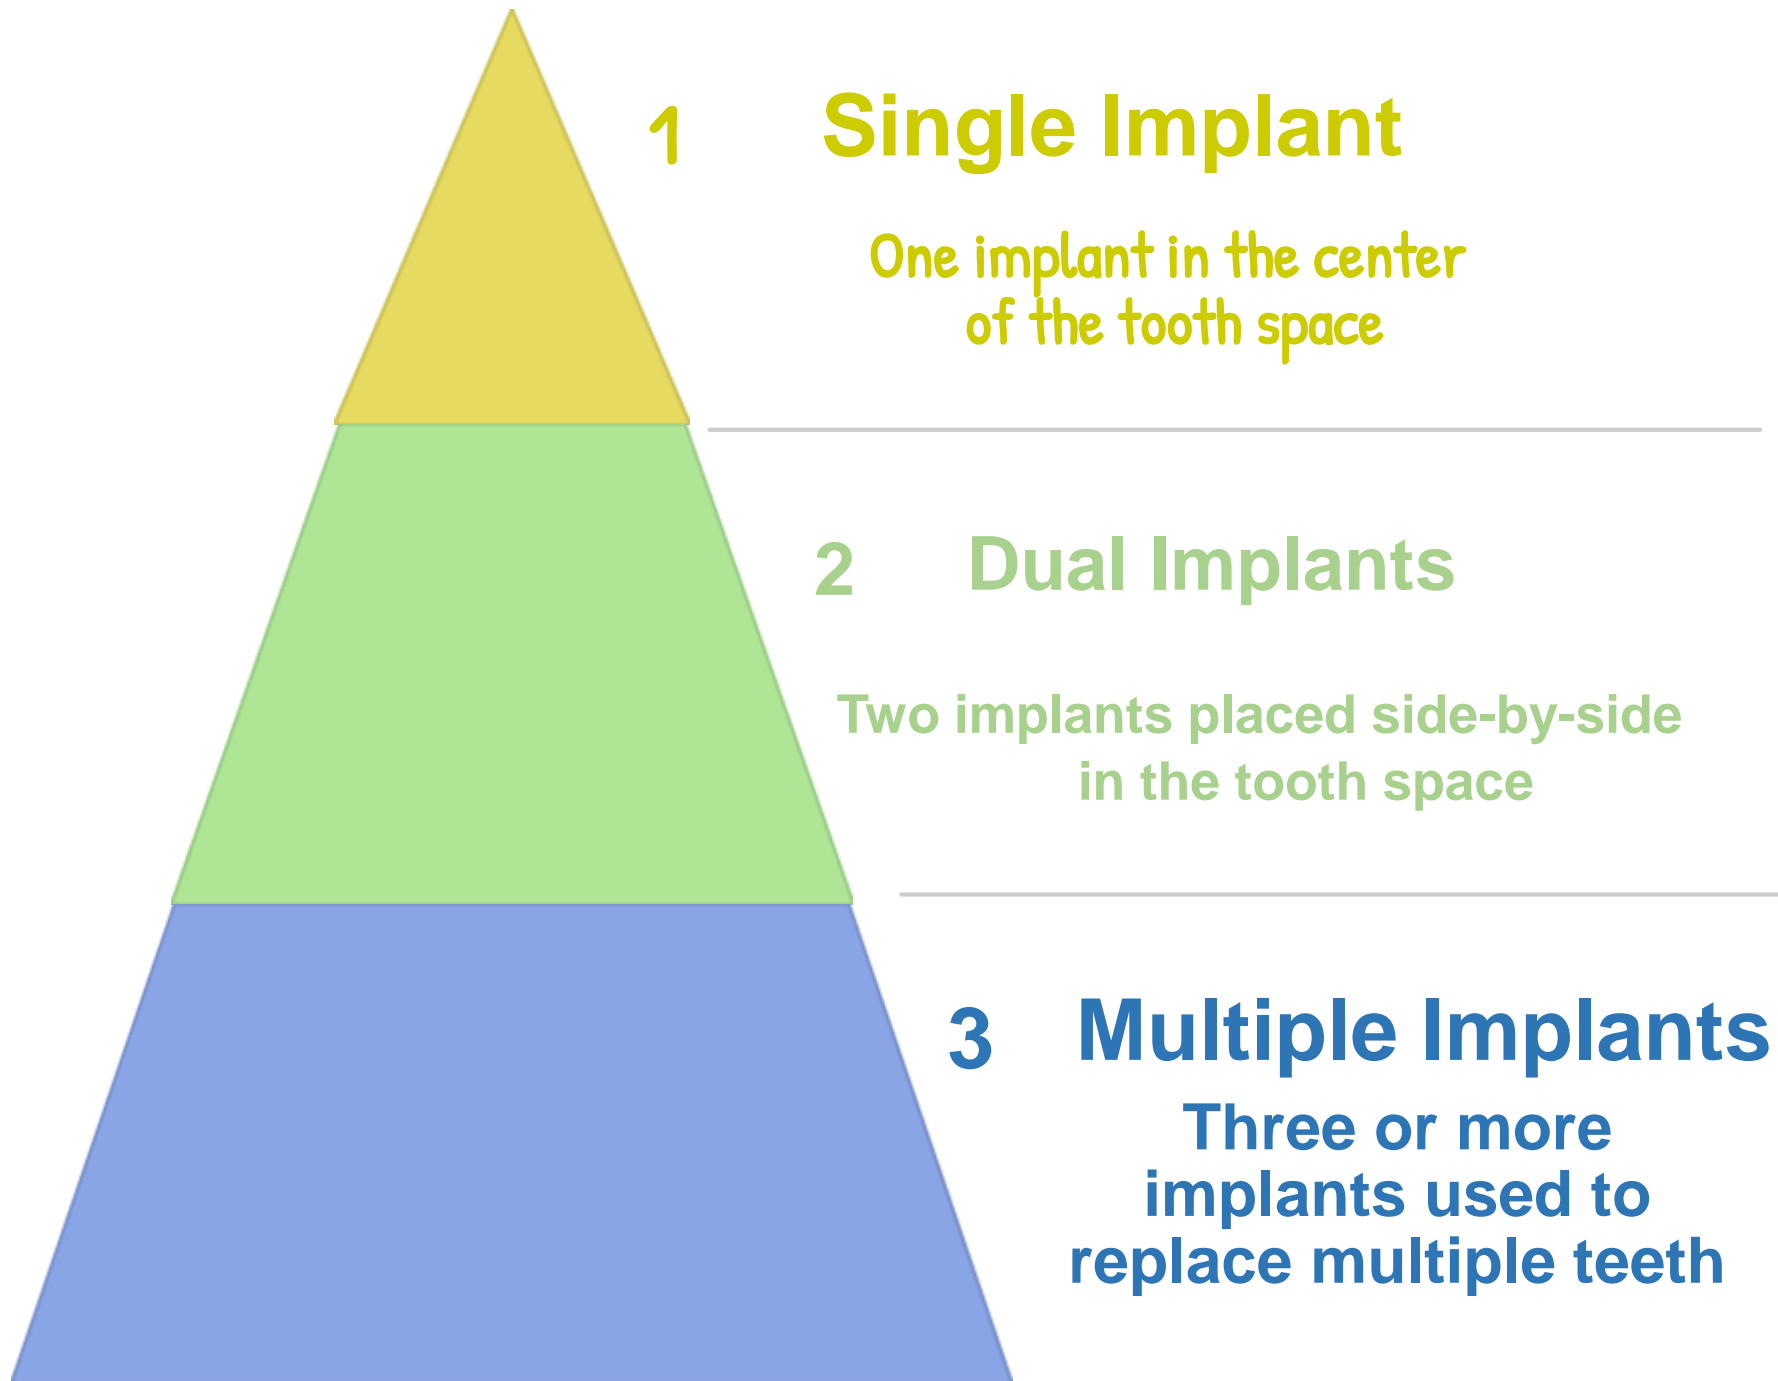 1 Single Implant
One implant in the center
of the tooth space
2 Dual Implants
Two implants placed side-by-side
in the tooth space
3 Multiple Implants
Three or more
implants used to
replace multiple teeth